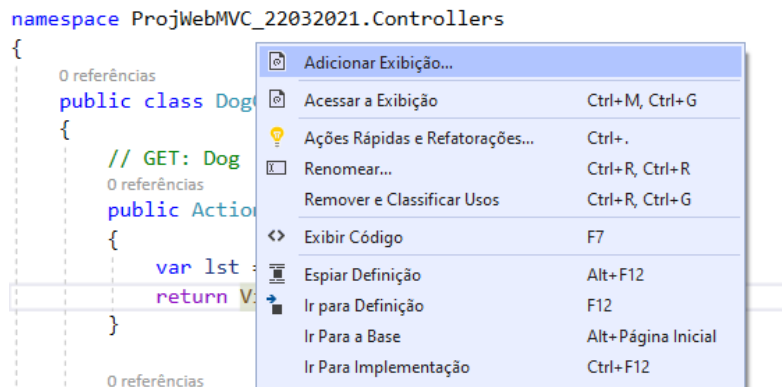 namespace ProjWebMVC_22032021.Controllers
{
0 referências
public class Dog
{
// GET: Dog
0 referências
public Action
{
var lst =
return Vi
}
0 referências
Adicionar Exibição...
Acessar a Exibição Ctrl+M, Ctrl+G
Ações Rápidas e Refatorações... Ctrl+.
Renomear... Ctrl+R, Ctrl+R
Remover e Classificar Usos Ctrl+R, Ctrl+G
Exibir Código F7
Espiar Definição Alt+F12
Ir para Definição F12
Ir Para a Base Alt+Página Inicial
Ir Para Implementação Ctrl+F12